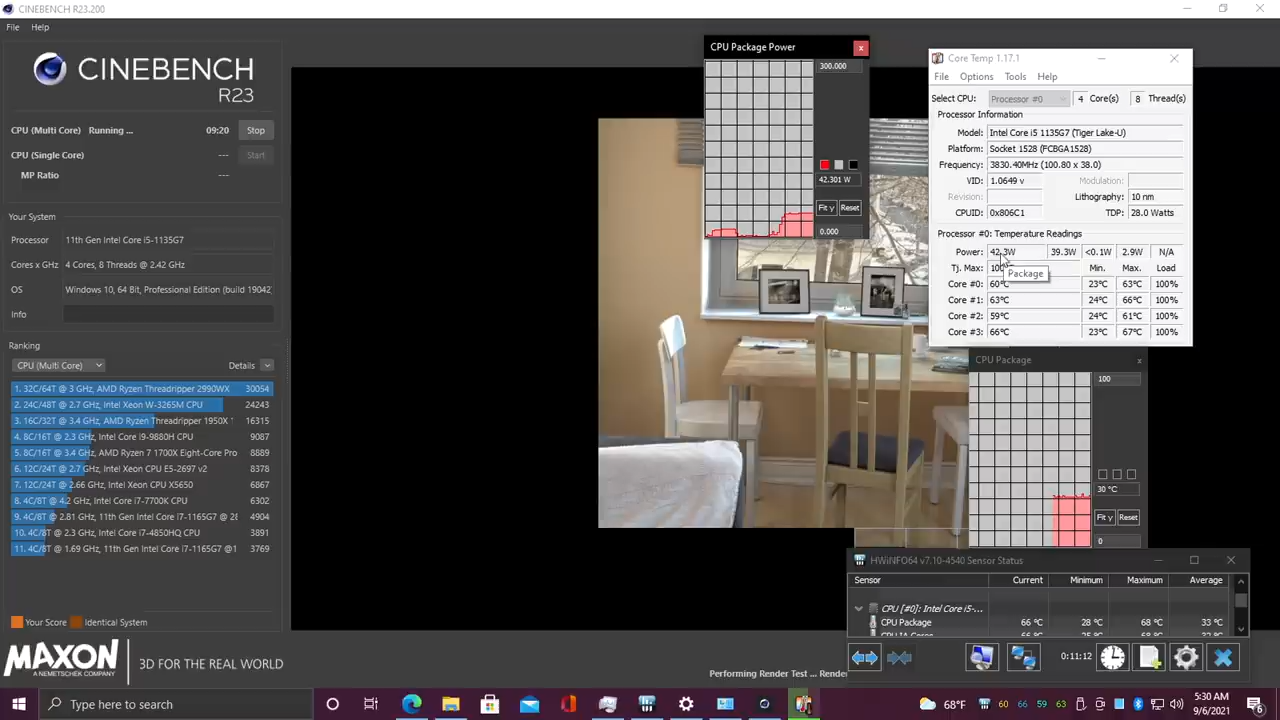 CINEBENCH R23.200
File Help
CINEBENCH
R23
CPU (Multi Core) Running ... 09:20 Stop
CPU (Single Core) --- Start
MP Ratio ---
Your System
Processor 11th Gen Intel Core i5-1135G7
Cores x GHz 4 Cores, 8 Threads @ 2.42 GHz
OS Windows 10, 64 Bit, Professional Edition (build 19042
Info
Ranking
CPU (Multi Core) Details
1. 32C/64T @ 3 GHz, AMD Ryzen Threadripper 2990WX 30054
2. 24C/48T @ 2.7 GHz, Intel Xeon W-3265M CPU 24243
3. 16C/32T @ 3.4 GHz, AMD Ryzen Threadripper 1950X 16315
4. 8C/16T @ 2.3 GHz, Intel Core i9-9880H CPU 9087
5. 8C/16T @ 3.4 GHz, AMD Ryzen 7 1700X Eight-Core Pro 8889
6. 12C/24T @ 2.7 GHz, Intel Xeon CPU E5-2697 v2 8378
7. 12C/24T @ 2.66 GHz, Intel Xeon CPU X5650 6867
8. 4C/8T @ 4.2 GHz, Intel Core i7-7700K CPU 6302
9. 4C/8T @ 2.81 GHz, 11th Gen Intel Core i7-1165G7 @ 28 4904
10. 4C/8T @ 2.3 GHz, Intel Core i7-4850HQ CPU 3891
11. 4C/8T @ 1.69 GHz, 11th Gen Intel Core i7-1165G7 @1 3769
Your Score Identical System
MAXON
A NEMETSCHEK COMPANY
3D FOR THE REAL WORLD
Performing Render Test ... Rende
CPU Package Power x
300.000
42.301 W
Fit y Reset
0.000
Core Temp 1.17.1
File Options Tools Help
Select CPU: Processor #0 4 Core(s) 8 Thread(s)
Processor Information
Model: Intel Core i5 1135G7 (Tiger Lake-U)
Platform: Socket 1528 (FCBGA1528)
Frequency: 3830.40MHz (100.80 x 38.0)
VID: 1.0649 v Modulation:
Revision: Lithography: 10 nm
CPUID: 0x806C1 TDP: 28.0 Watts
Processor #0: Temperature Readings
Power: 42.3W 39.3W <0.1W 2.9W N/A
Tj. Max: 100°C Min. Max. Load
Package
Core #0: 60°C 23°C 63°C 100%
Core #1: 63°C 24°C 66°C 100%
Core #2: 59°C 24°C 61°C 100%
Core #3: 66°C 23°C 67°C 100%
CPU Package x
100
30 °C
Fit y Reset
0
HWiNFO64 v7.10-4540 Sensor Status
Sensor Current Minimum Maximum Average
CPU [#0]: Intel Core i5-...
CPU Package 66 °C 28 °C 68 °C 33 °C
0:11:12
Type here to search
68°F 60 66 59 63 5:30 AM
9/6/2021 6